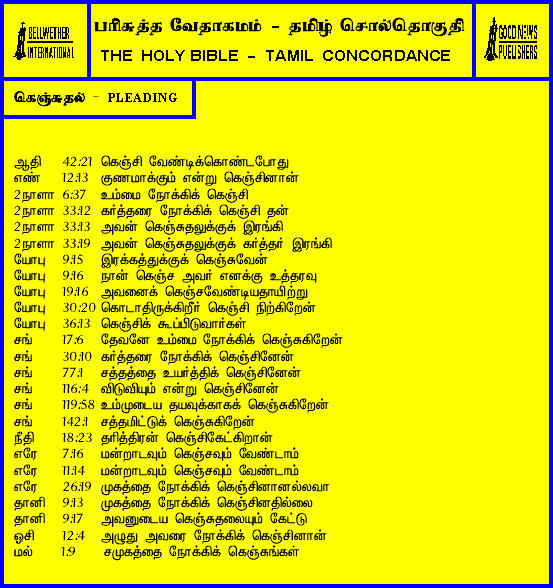 BELLWETHER
INTERNATIONAL
பரிசுத்த வேதாகமம் - தமிழ் சொல்தொகுதி
THE HOLY BIBLE - TAMIL CONCORDANCE
GOOD NEWS
PUBLISHERS
கெஞ்சுதல் - PLEADING
ஆதி 42:21 கெஞ்சி வேண்டிக்கொண்டபோது
எண் 12:13 குணமாக்கும் என்று கெஞ்சினான்
2நாளா 6:37 உம்மை நோக்கிக் கெஞ்சி
2நாளா 33:12 கர்த்தரை நோக்கிக் கெஞ்சி தன்
2நாளா 33:13 அவன் கெஞ்சுதலுக்குக் இரங்கி
2நாளா 33:19 அவன் கெஞ்சுதலுக்குக் கர்த்தர் இரங்கி
யோபு 9:15 இரக்கத்துக்குக் கெஞ்சுவேன்
யோபு 9:16 நான் கெஞ்ச அவர் எனக்கு உத்தரவு
யோபு 19:16 அவனைக் கெஞ்சவேண்டியதாயிற்று
யோபு 30:20 கொடாதிருக்கிறீர் கெஞ்சி நிற்கிறேன்
யோபு 36:13 கெஞ்சிக் கூப்பிடுவார்கள்
சங் 17:6 தேவனே உம்மை நோக்கிக் கெஞ்சுகிறேன்
சங் 30:10 கர்த்தரை நோக்கிக் கெஞ்சினேன்
சங் 77:1 சத்தத்தை உயர்த்திக் கெஞ்சினேன்
சங் 116:4 விடுவியும் என்று கெஞ்சினேன்
சங் 119:58 உம்முடைய தயவுக்காகக் கெஞ்சுகிறேன்
சங் 142:1 சத்தமிட்டுக் கெஞ்சுகிறேன்
நீதி 18:23 தரித்திரன் கெஞ்சிகேட்கிறான்
எரே 7:16 மன்றாடவும் கெஞ்சவும் வேண்டாம்
எரே 11:14 மன்றாடவும் கெஞ்சவும் வேண்டாம்
எரே 26:19 முகத்தை நோக்கிக் கெஞ்சினானல்லவா
தானி 9:13 முகத்தை நோக்கிக் கெஞ்சினதில்லை
தானி 9:17 அவனுடைய கெஞ்சுதலையும் கேட்டு
ஓசி 12:4 அழுது அவரை நோக்கிக் கெஞ்சினான்
மல் 1:9 சமுகத்தை நோக்கிக் கெஞ்சுங்கள்